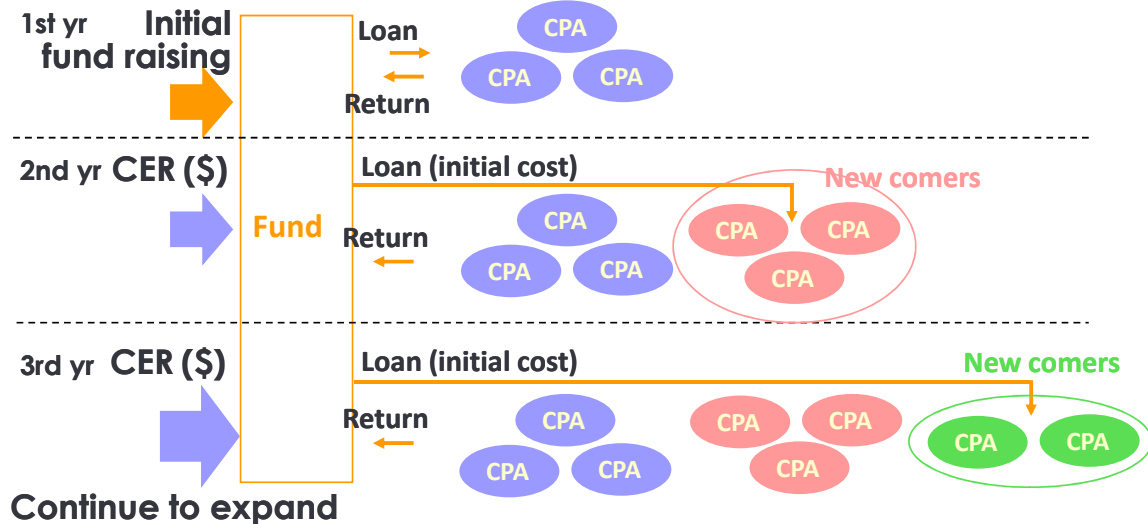 1st yr Initial
fund raising
Loan
Return
CPA
CPA CPA
2nd yr CER ($)
Loan (initial cost)
New comers
Fund
Return
CPA
CPA CPA
CPA CPA
CPA
3rd yr CER ($)
Loan (initial cost)
New comers
Return
CPA
CPA CPA
CPA CPA
CPA
CPA CPA
Continue to expand